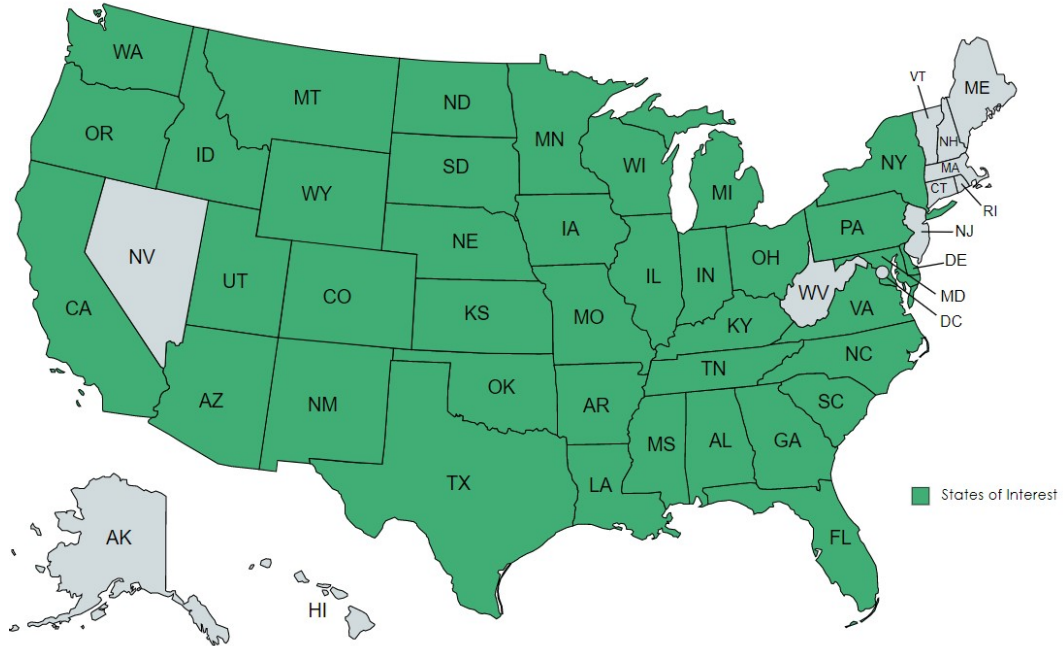 WA
MT
ND
MN
OR
ID
WY
SD
WI
MI
NY
VT
ME
NH
MA
CT
RI
NV
UT
CO
NE
IA
IL
IN
OH
PA
NJ
DE
MD
DC
CA
KS
MO
KY
WV
VA
AZ
NM
OK
AR
TN
NC
SC
TX
LA
MS
AL
GA
FL
States of Interest
AK
HI